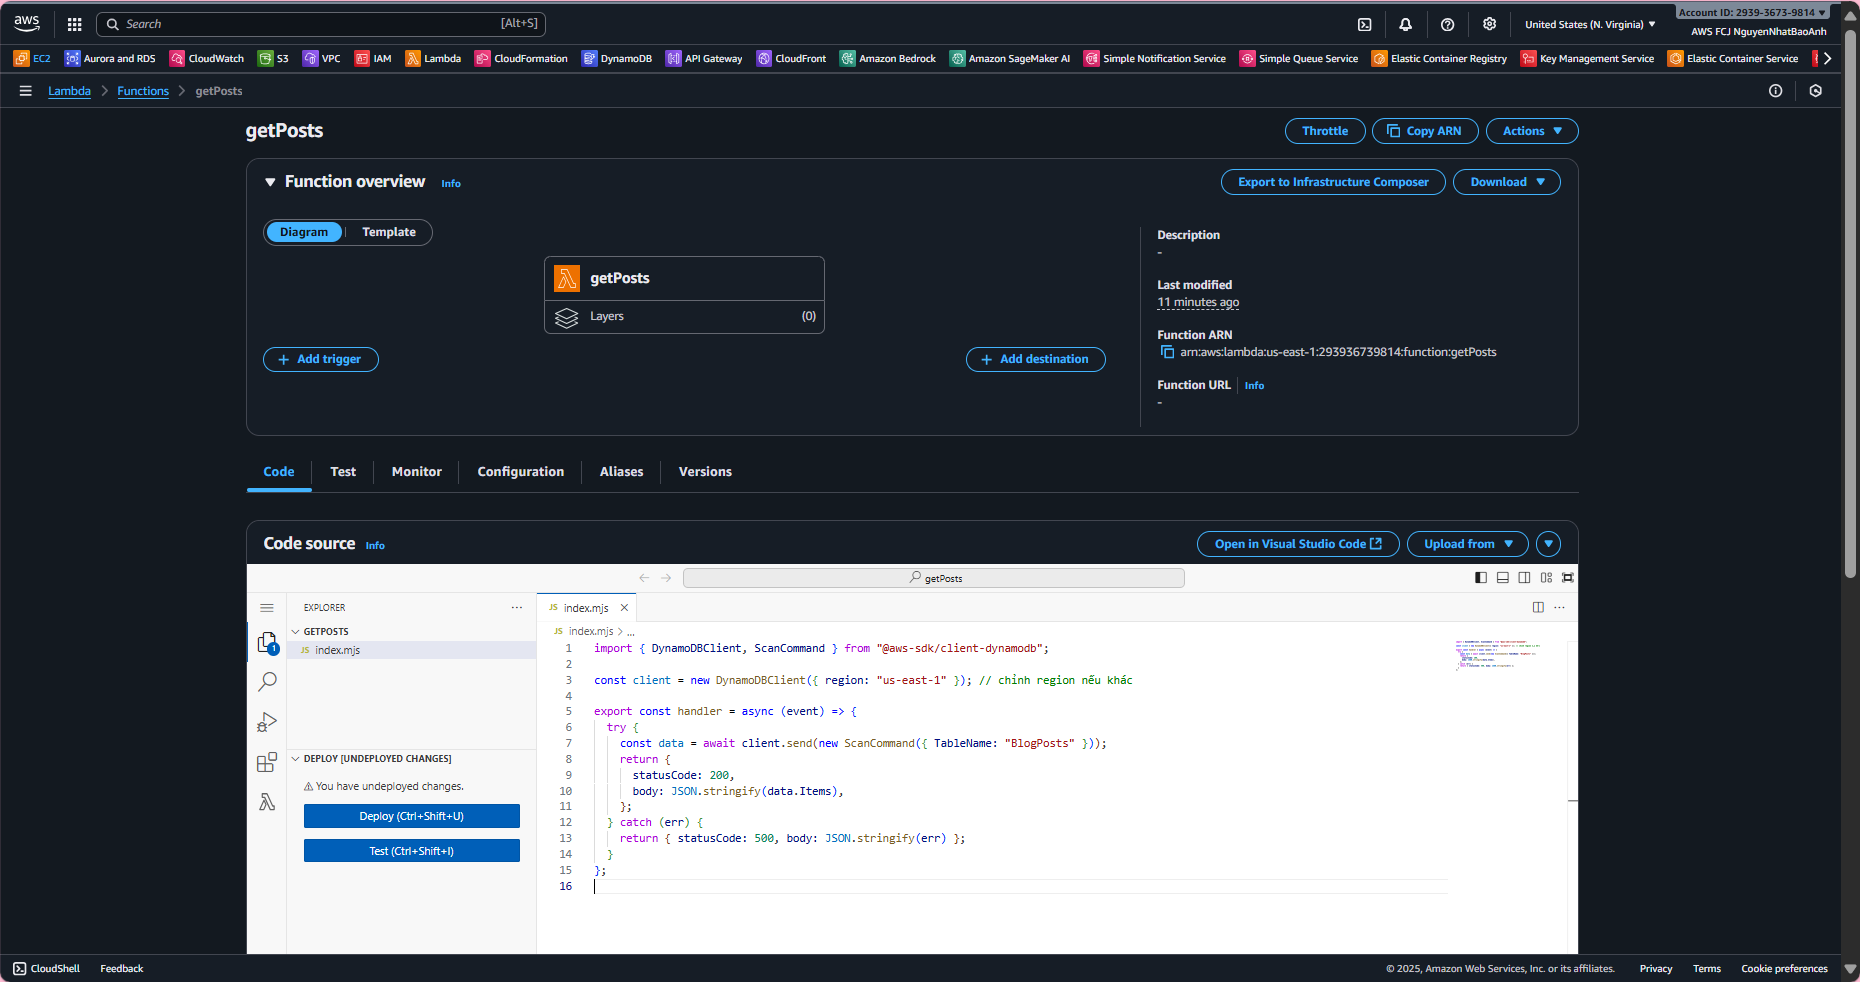 aws
Search
[Alt+S]
Account ID: 2939-3673-9814
United States (N. Virginia)
AWS FCJ NguyenNhatBaoAnh
EC2
Aurora and RDS
CloudWatch
S3
VPC
IAM
Lambda
CloudFormation
DynamoDB
API Gateway
CloudFront
Amazon Bedrock
Amazon SageMaker AI
Simple Notification Service
Simple Queue Service
Elastic Container Registry
Key Management Service
Elastic Container Service
Lambda
Functions
getPosts
getPosts
Throttle
Copy ARN
Actions
Function overview
Info
Export to Infrastructure Composer
Download
Diagram
Template
getPosts
Layers
(0)
Add trigger
Add destination
Description
-
Last modified
11 minutes ago
Function ARN
arn:aws:lambda:us-east-1:293936739814:function:getPosts
Function URL
Info
-
Code
Test
Monitor
Configuration
Aliases
Versions
Code source
Info
Open in Visual Studio Code
Upload from
getPosts
EXPLORER
GETPOSTS
1
JS index.mjs
DEPLOY [UNDEPLOYED CHANGES]
You have undeployed changes.
Deploy (Ctrl+Shift+U)
Test (Ctrl+Shift+I)
JS index.mjs
JS index.mjs > ...
1 import { DynamoDBClient, ScanCommand } from "@aws-sdk/client-dynamodb";
2
3 const client = new DynamoDBClient({ region: "us-east-1" }); // chỉnh region nếu khác
4
5 export const handler = async (event) => {
6 try {
7 const data = await client.send(new ScanCommand({ TableName: "BlogPosts" }));
8 return {
9 statusCode: 200,
10 body: JSON.stringify(data.Items),
11 };
12 } catch (err) {
13 return { statusCode: 500, body: JSON.stringify(err) };
14 }
15 };
16
CloudShell
Feedback
© 2025, Amazon Web Services, Inc. or its affiliates.
Privacy
Terms
Cookie preferences